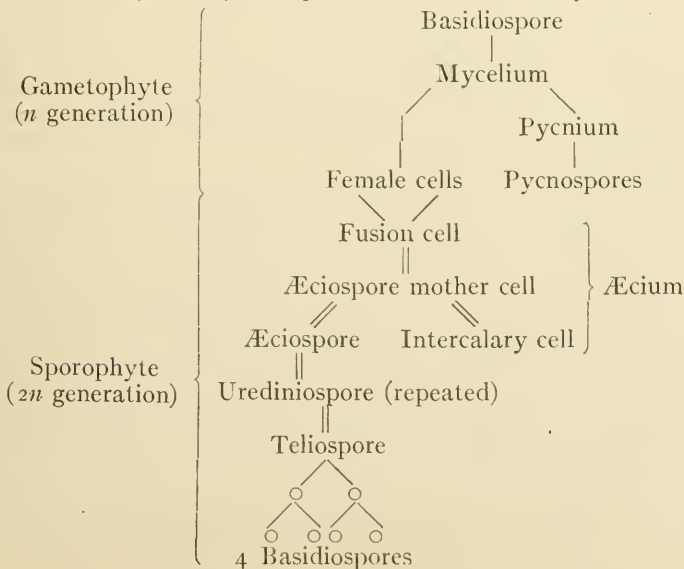 Basidiospore
Mycelium
Gametophyte
(n generation)
Pycnium
Female cells Pycnospores
Fusion cell
Æciospore mother cell
Æcium
Æciospore Intercalary cell
Sporophyte
(2n generation)
Urediniospore (repeated)
Teliospore
4 Basidiospores